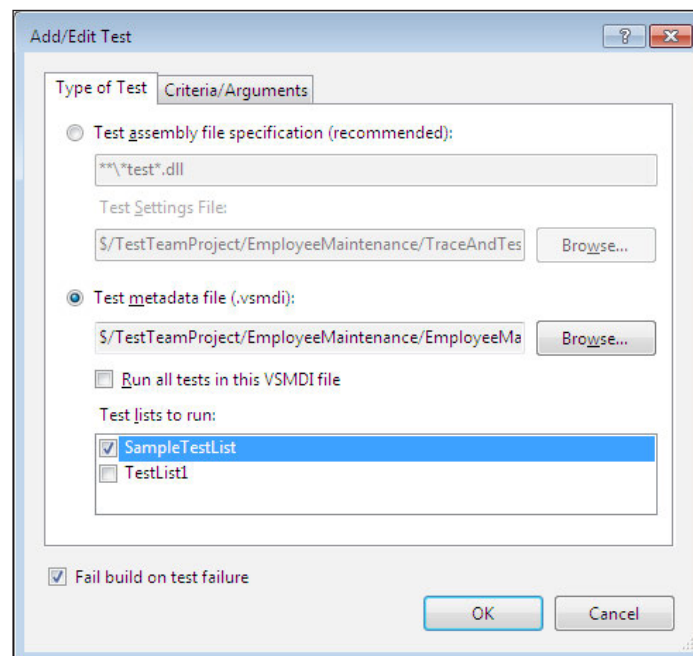 Add/Edit Test
Type of Test
Criteria/Arguments
Test assembly file specification (recommended):
**\*test*.dll
Test Settings File:
$/TestTeamProject/EmployeeMaintenance/TraceAndTes
Browse...
Test metadata file (.vsmdi):
$/TestTeamProject/EmployeeMaintenance/EmployeeMa
Browse...
Run all tests in this VSMDI file
Test lists to run:
SampleTestList
TestList1
Fail build on test failure
OK
Cancel